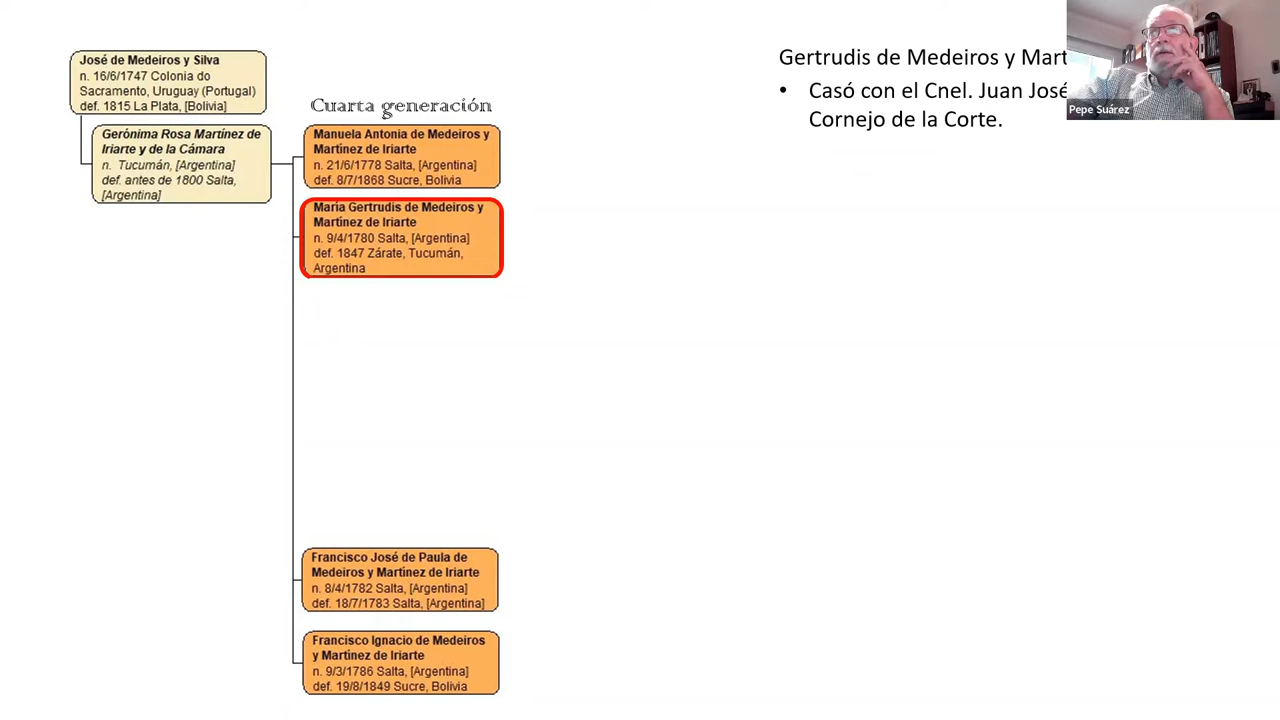 José de Medeiros y Silva
n. 16/6/1747 Colonia do
Sacramento, Uruguay (Portugal)
def. 1815 La Plata, [Bolivia]
Gerónima Rosa Martínez de
Iriarte y de la Cámara
n. Tucumán, [Argentina]
def. antes de 1800 Salta,
[Argentina]
Cuarta generación
Manuela Antonia de Medeiros y
Martínez de Iriarte
n. 21/6/1778 Salta, [Argentina]
def. 8/7/1868 Sucre, Bolivia
María Gertrudis de Medeiros y
Martínez de Iriarte
n. 9/4/1780 Salta, [Argentina]
def. 1847 Zárate, Tucumán,
Argentina
Francisco José de Paula de
Medeiros y Martínez de Iriarte
n. 8/4/1782 Salta, [Argentina]
def. 18/7/1783 Salta, [Argentina]
Francisco Ignacio de Medeiros
y Martínez de Iriarte
n. 9/3/1786 Salta, [Argentina]
def. 19/8/1849 Sucre, Bolivia
Gertrudis de Medeiros y Mart
• Casó con el Cnel. Juan José
Cornejo de la Corte.
Pepe Suárez